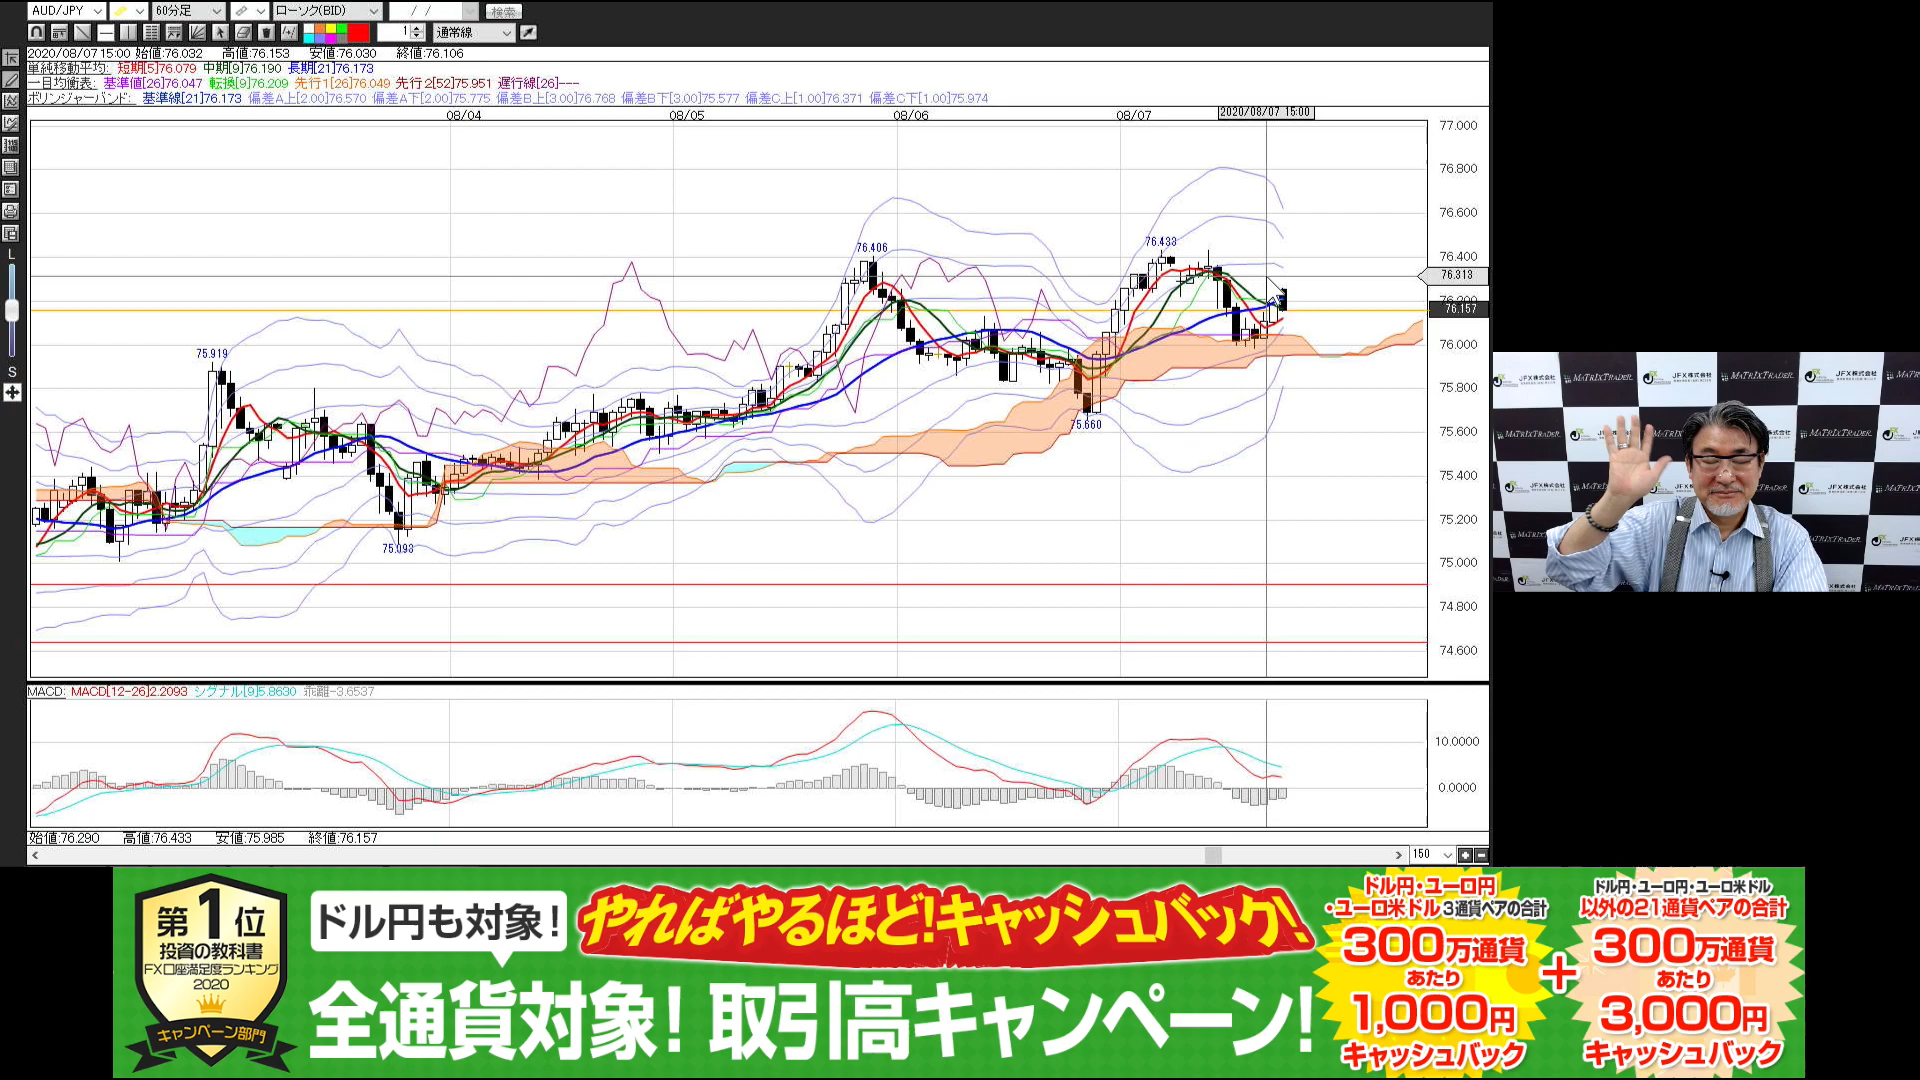 AUD/JPY
60分足
ローソク(BID)
/ /
検索
1
通常線
2020/08/07 15:00 始値:76.032 高値:76.153 安値:76.030 終値:76.106
単純移動平均: 短期[5]76.079 中期[9]76.190 長期[21]76.173
一目均衡表: 基準値[26]76.047 転換[9]76.209 先行1[26]76.049 先行2[52]75.951 遅行線[26]---
ボリンジャーバンド: 基準線[21]76.173 偏差A上[2.00]76.570 偏差A下[2.00]75.775 偏差B上[3.00]76.768 偏差B下[3.00]75.577 偏差C上[1.00]76.371 偏差C下[1.00]75.974
08/04
08/05
08/06
08/07
2020/08/07 15:00
77.000
76.800
76.600
76.400
76.313
76.200
76.157
76.000
75.800
75.600
75.400
75.200
75.000
74.800
74.600
L
S
75.919
75.093
76.406
75.660
76.433
MACD: MACD[12-26]2.2093 シグナル[9]5.8630 乖離-3.6537
10.0000
0.0000
始値:76.290 高値:76.433 安値:75.985 終値:76.157
150
JFX株式会社
MATRIXTRADER
第1位
投資の教科書
FX口座満足度ランキング
2020
キャンペーン部門
ドル円も対象!
やればやるほど!キャッシュバック!
全通貨対象!取引高キャンペーン!
ドル円・ユーロ円
・ユーロ米ドル 3通貨ペアの合計
300万通貨
あたり
1,000円
キャッシュバック
+
ドル円・ユーロ円・ユーロ米ドル
以外の21通貨ペアの合計
300万通貨
あたり
3,000円
キャッシュバック